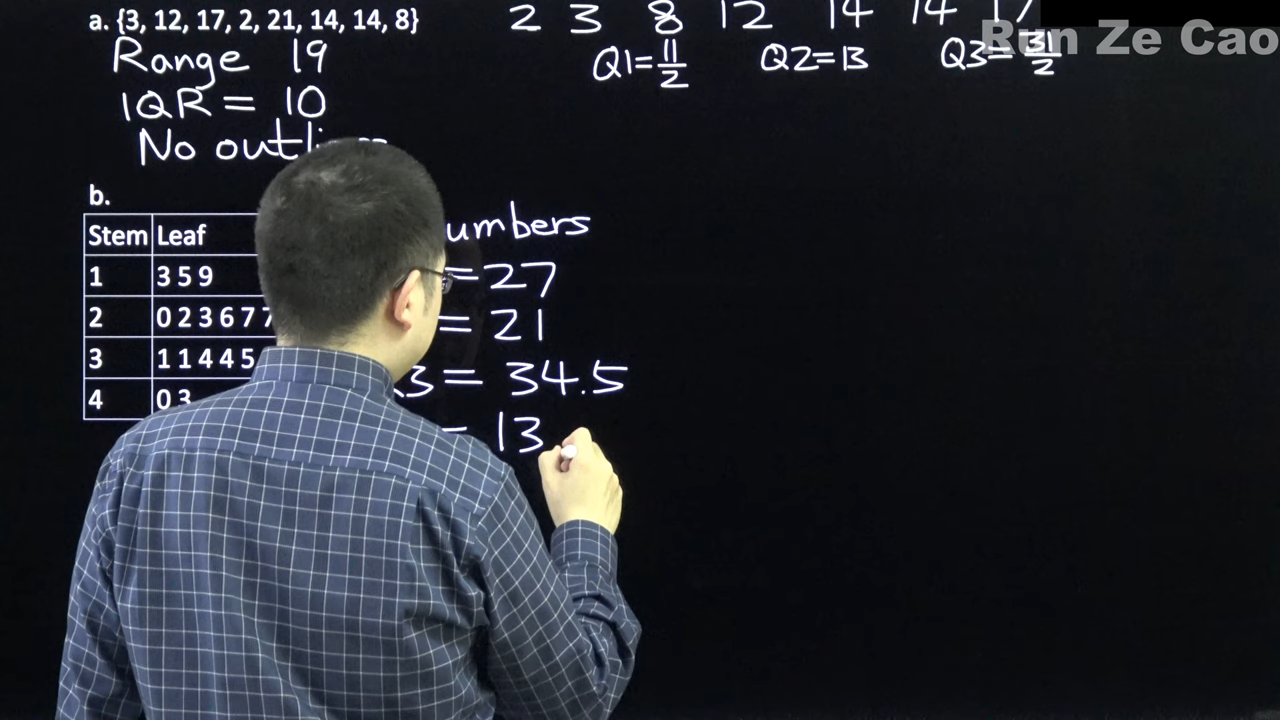 a. {3, 12, 17, 2, 21, 14, 14, 8}
2 3 8 12 14 14 17
Run Ze Cao
Range 19
Q1=11/2 Q2=13 Q3=31/2
IQR = 10
No
b.
Stem Leaf
1 3 5 9
2 0 2 3 6 7 7
3 1 1 4 4 5
4 0 3
=27
= 21
3= 34.5
= 13